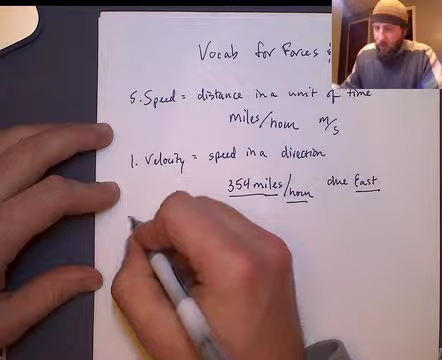 Vocab for Forces
5. Speed = distance in a unit of time
miles/hour m/s
1. Velocity = speed in a direction
354 miles/hour due East